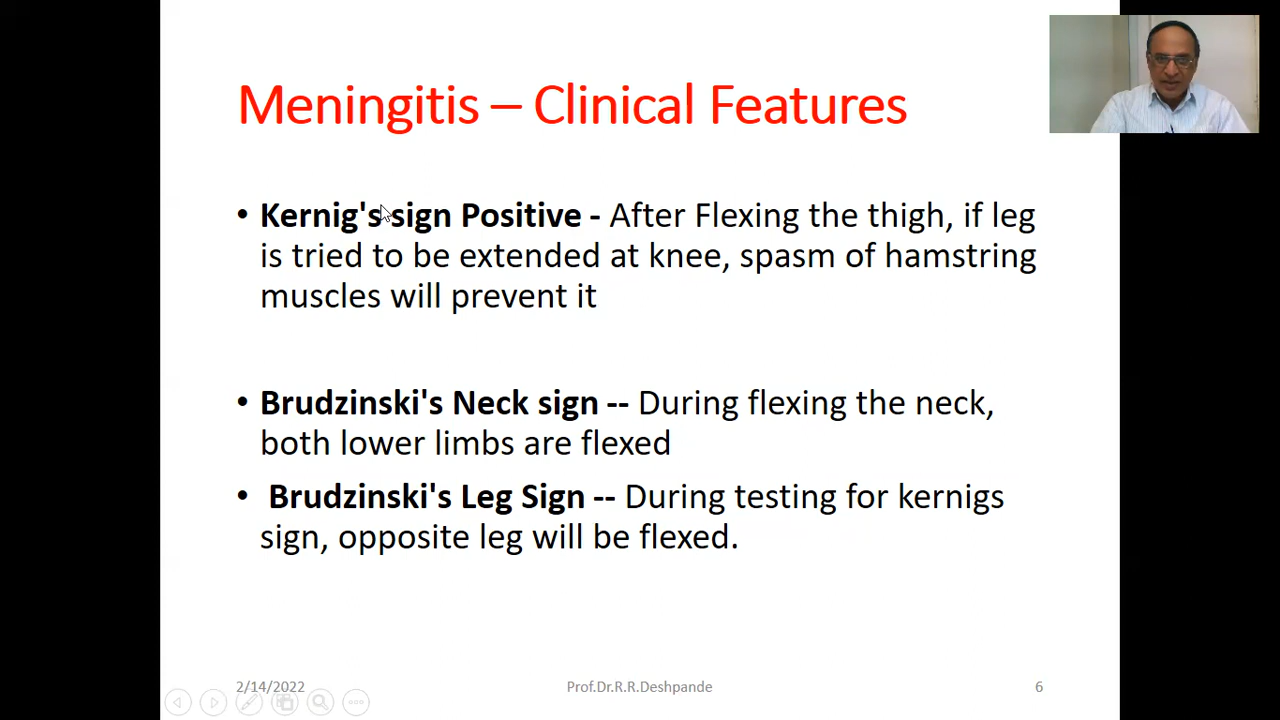 Meningitis – Clinical Features
• Kernig's sign Positive - After Flexing the thigh, if leg
is tried to be extended at knee, spasm of hamstring
muscles will prevent it
• Brudzinski's Neck sign -- During flexing the neck,
both lower limbs are flexed
• Brudzinski's Leg Sign -- During testing for kernigs
sign, opposite leg will be flexed.
2/14/2022 Prof.Dr.R.R.Deshpande 6